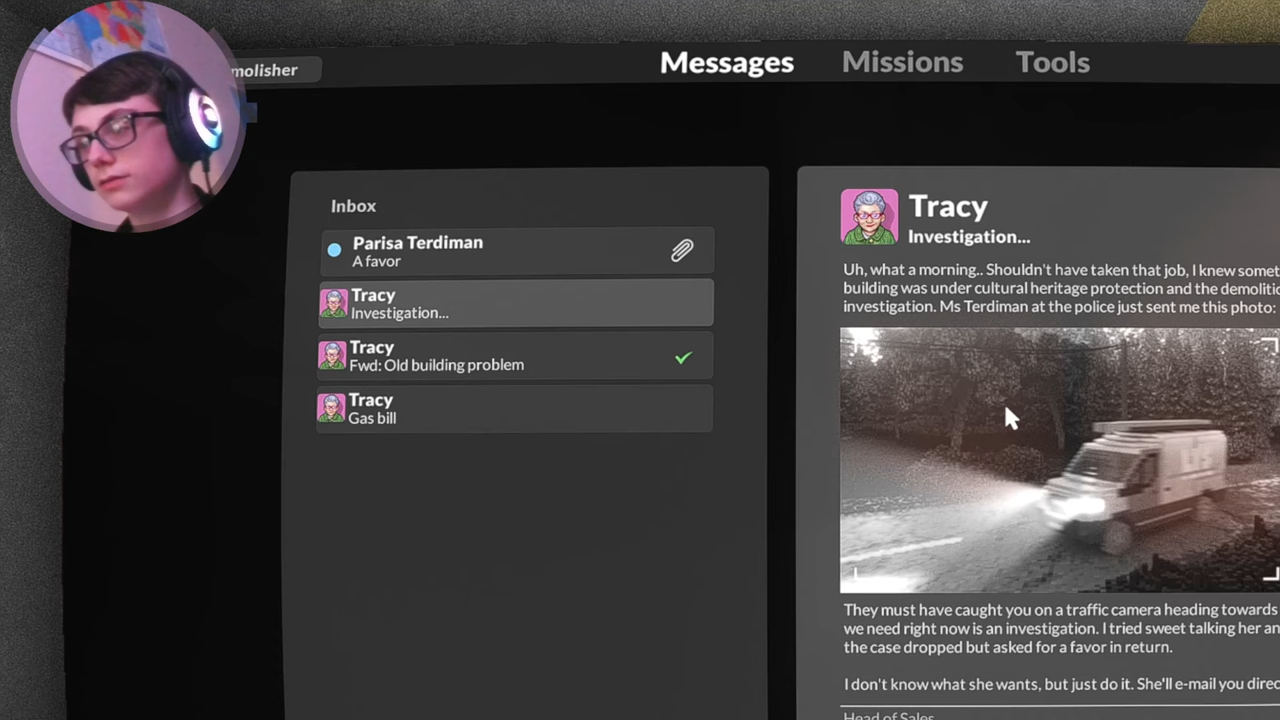 molisher
Messages
Missions
Tools
Inbox
Parisa Terdiman
A favor
Tracy
Investigation...
Tracy
Fwd: Old building problem
Tracy
Gas bill
Tracy
Investigation...
Uh, what a morning.. Shouldn't have taken that job, I knew somet
building was under cultural heritage protection and the demolitic
investigation. Ms Terdiman at the police just sent me this photo:
They must have caught you on a traffic camera heading towards
we need right now is an investigation. I tried sweet talking her an
the case dropped but asked for a favor in return.
I don't know what she wants, but just do it. She'll e-mail you direc
Head of Sales